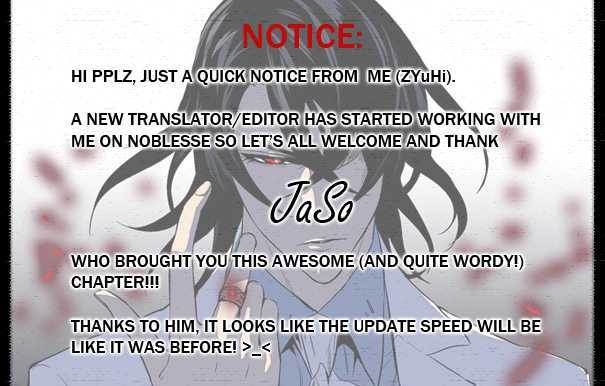 NOTICE:
HI PPLZ, JUST A QUICK NOTICE FROM ME (ZYuHi).
A NEW TRANSLATOR/EDITOR HAS STARTED WORKING WITH
ME ON NOBLESSE SO LET'S ALL WELCOME AND THANK
JaSo
WHO BROUGHT YOU THIS AWESOME (AND QUITE WORDY!)
CHAPTER!!!
THANKS TO HIM, IT LOOKS LIKE THE UPDATE SPEED WILL BE
LIKE IT WAS BEFORE! >_<